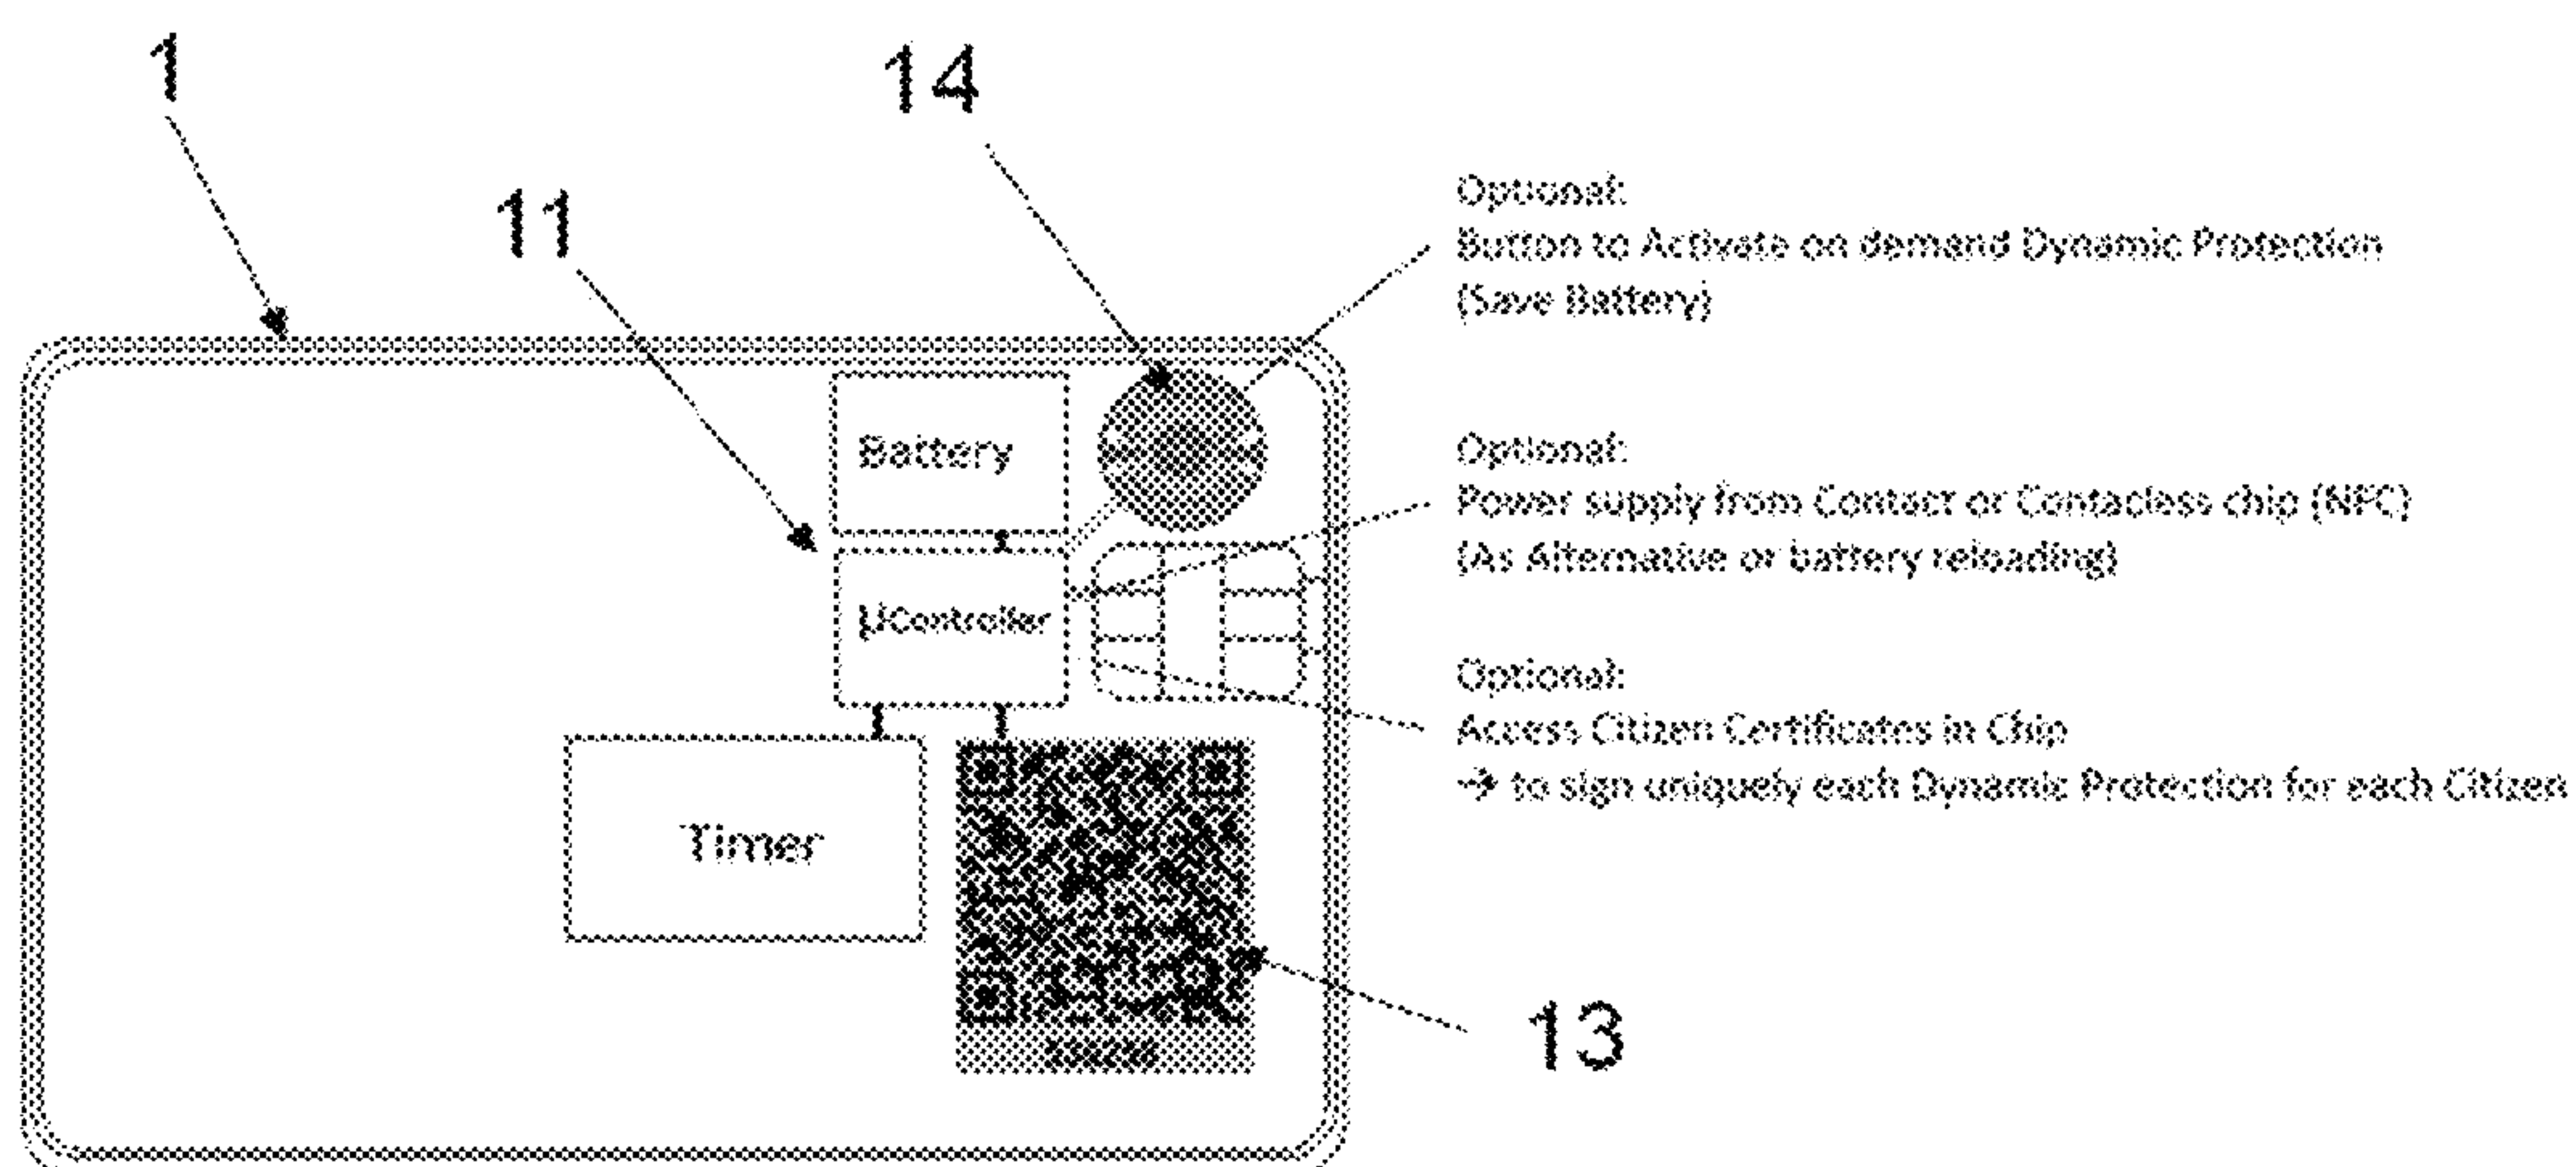 1
14
11
Optional:
Button to Activate on demand Dynamic Protection
(Save Battery)
Battery
Optional:
Power supply from Contact or Contacless chip (NFC)
(As Alternative or battery reloading)
µController
Optional:
Access Citizen Certificates in Chip
→ to sign uniquely each Dynamic Protection for each Citizen
Timer
13